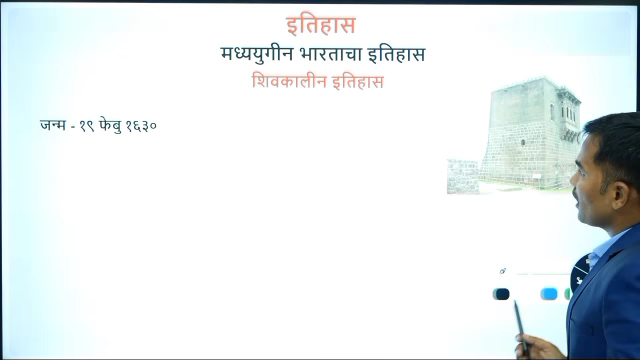 इतिहास
मध्ययुगीन भारताचा इतिहास
शिवकालीन इतिहास
जन्म - १९ फेबु १६३०